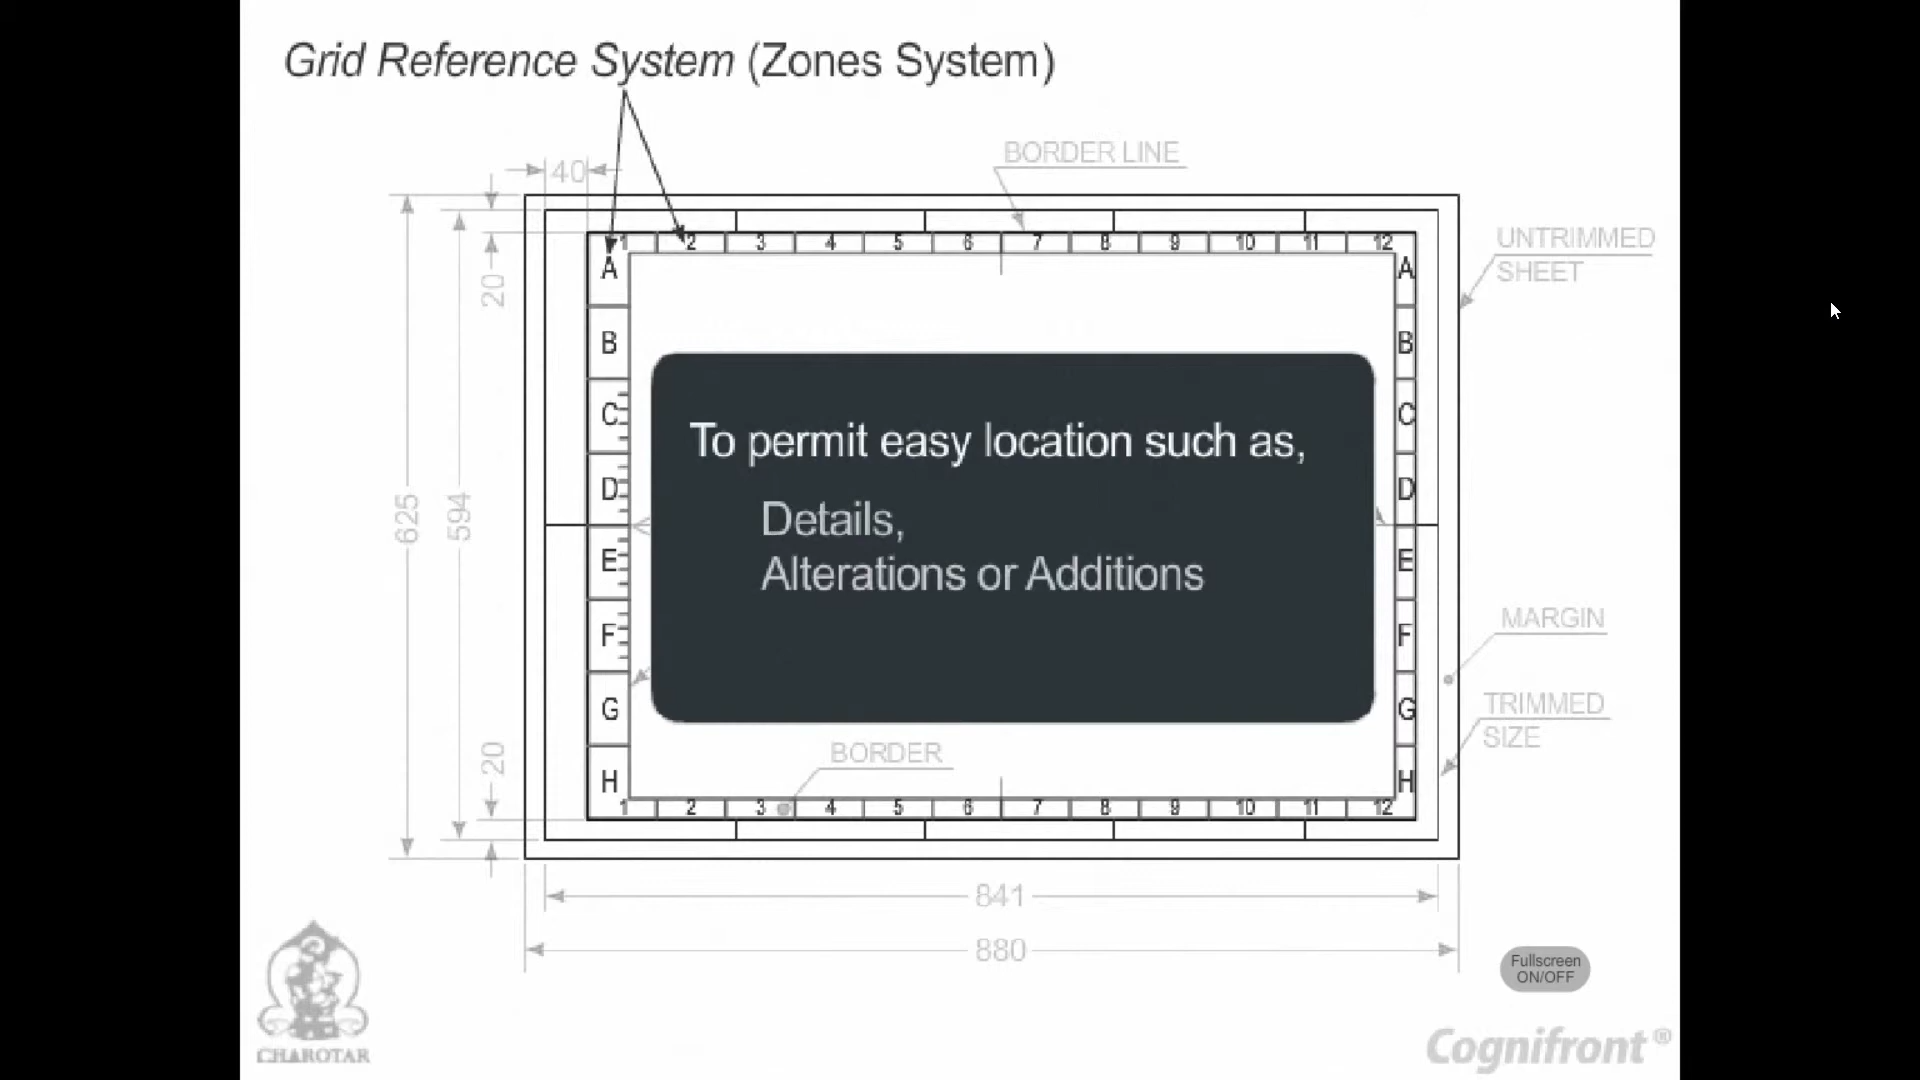 Grid Reference System (Zones System)
BORDER LINE
40
UNTRIMMED
SHEET
1 2 3 4 5 6 7 8 9 10 11 12
A A
20
B B
To permit easy location such as,
C C
D D
Details,
625
594
E E
Alterations or Additions
F F
MARGIN
G G
TRIMMED
SIZE
20
BORDER
H H
1 2 3 4 5 6 7 8 9 10 11 12
841
880
Fullscreen
ON/OFF
CHAROTAR
Cognifront®